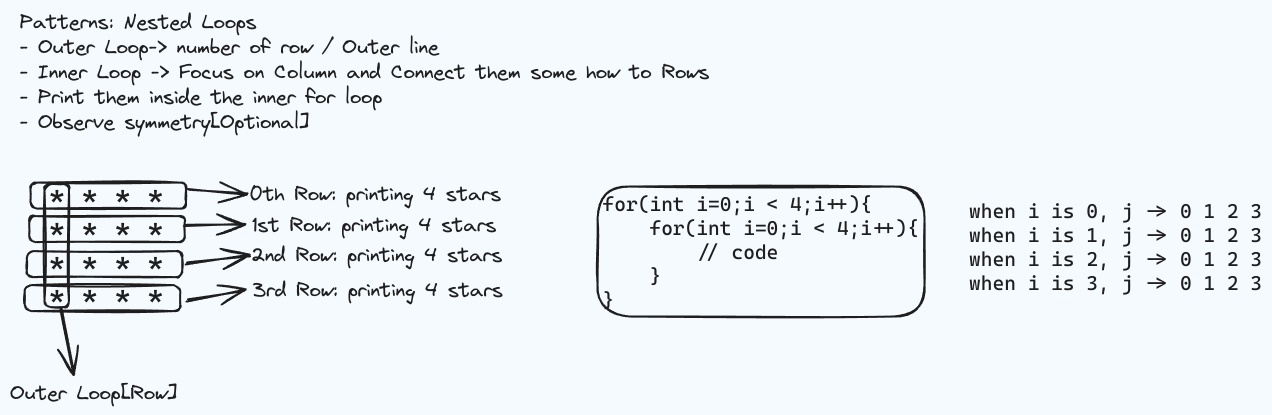 Patterns: Nested Loops
- Outer Loop-> number of row / Outer line
- Inner Loop -> Focus on Column and Connect them some how to Rows
- Print them inside the inner for loop
- Observe symmetry[Optional]
* * * * 0th Row: printing 4 stars
* * * * 1st Row: printing 4 stars
* * * * 2nd Row: printing 4 stars
* * * * 3rd Row: printing 4 stars
Outer Loop[Row]
for(int i=0;i < 4;i++){
for(int i=0;i < 4;i++){
// code
}
}
when i is 0, j -> 0 1 2 3
when i is 1, j -> 0 1 2 3
when i is 2, j -> 0 1 2 3
when i is 3, j -> 0 1 2 3